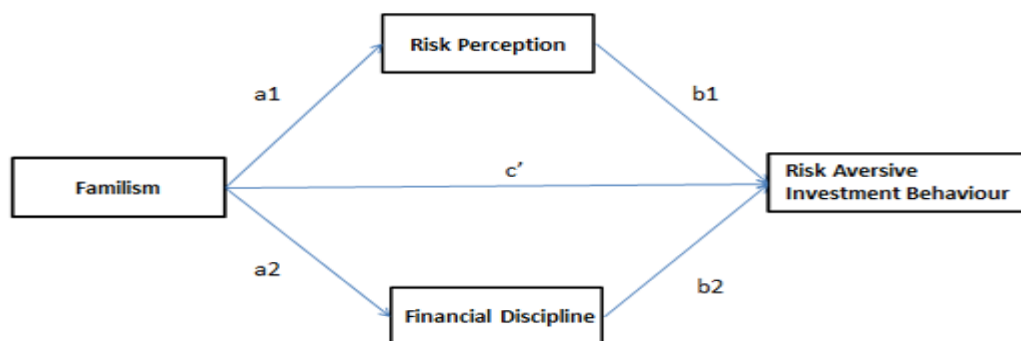 Risk Perception
a1
b1
c’
Familism
Risk Aversive
Investment Behaviour
a2
b2
Financial Discipline